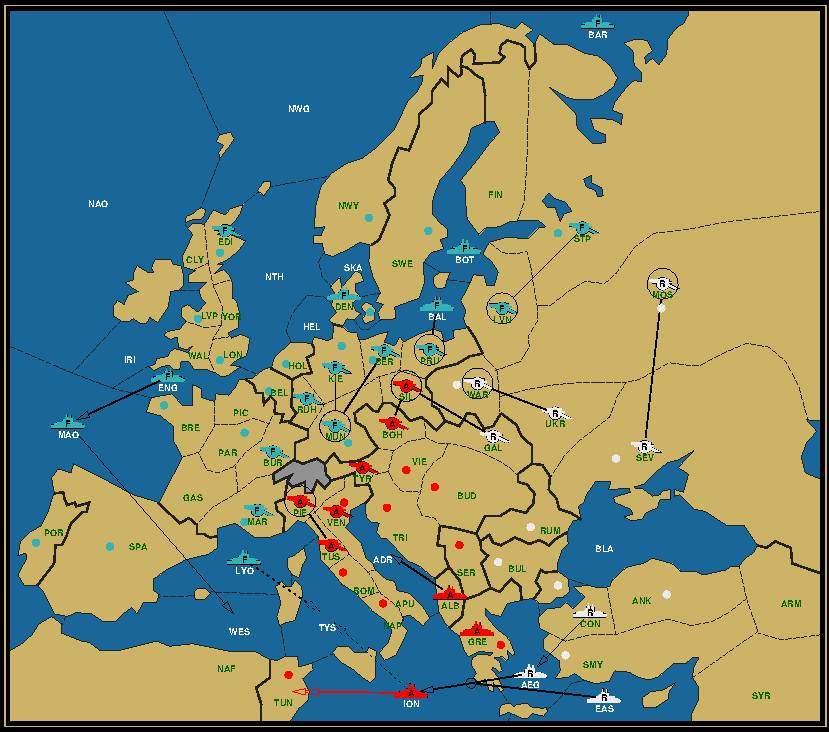 BAR
NWG
FIN
NAO
NWY
EDI
STP
SWE
BOT
CLY
SKA
NTH
MOS
DEN
BAL
LVN
LVP YOR
HEL
IRI
WAL LON
HOL
KIE
BER
PRU
ENG
BEL
RUH
SIL
WAR
PIC
MAO
BRE
MUN
BOH
UKR
GAL
SEV
PAR
BUR
TYR
VIE
BUD
GAS
PIE
VEN
MAR
POR
SPA
TRI
RUM
BLA
TUS
ADR
LYO
SER
BUL
ROM
APU
ALB
ANK
ARM
CON
NAP
WES
TYS
GRE
SMY
NAF
AEG
SYR
TUN
ION
EAS